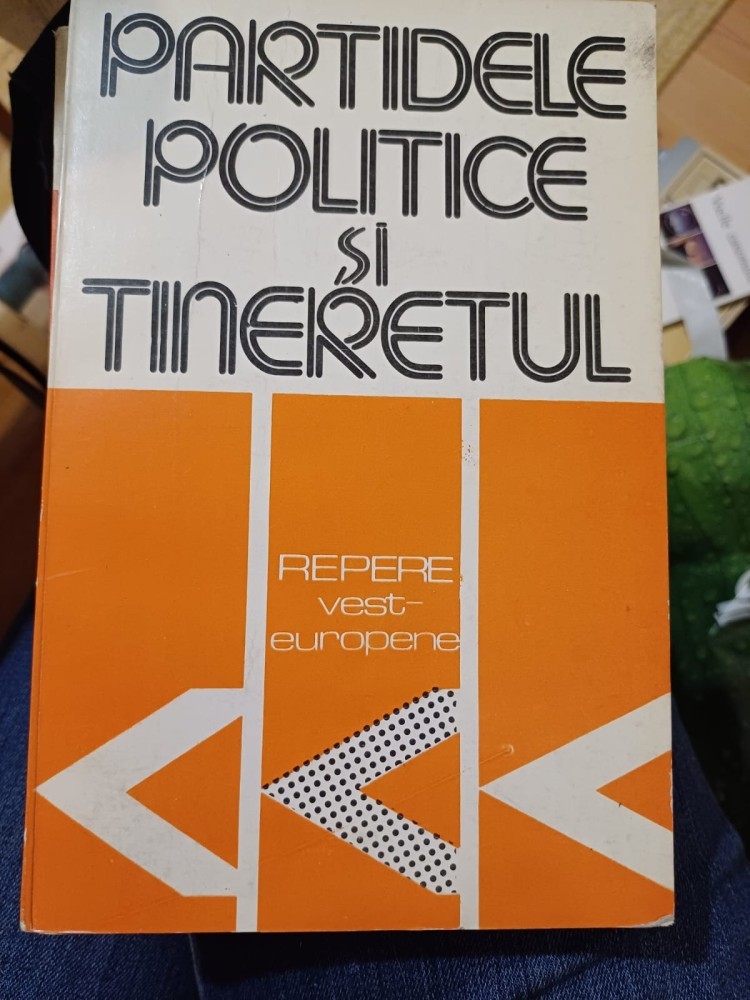 PARTIDELE
POLITICE
ȘI
TINERETUL
REPERE
vest-
europene